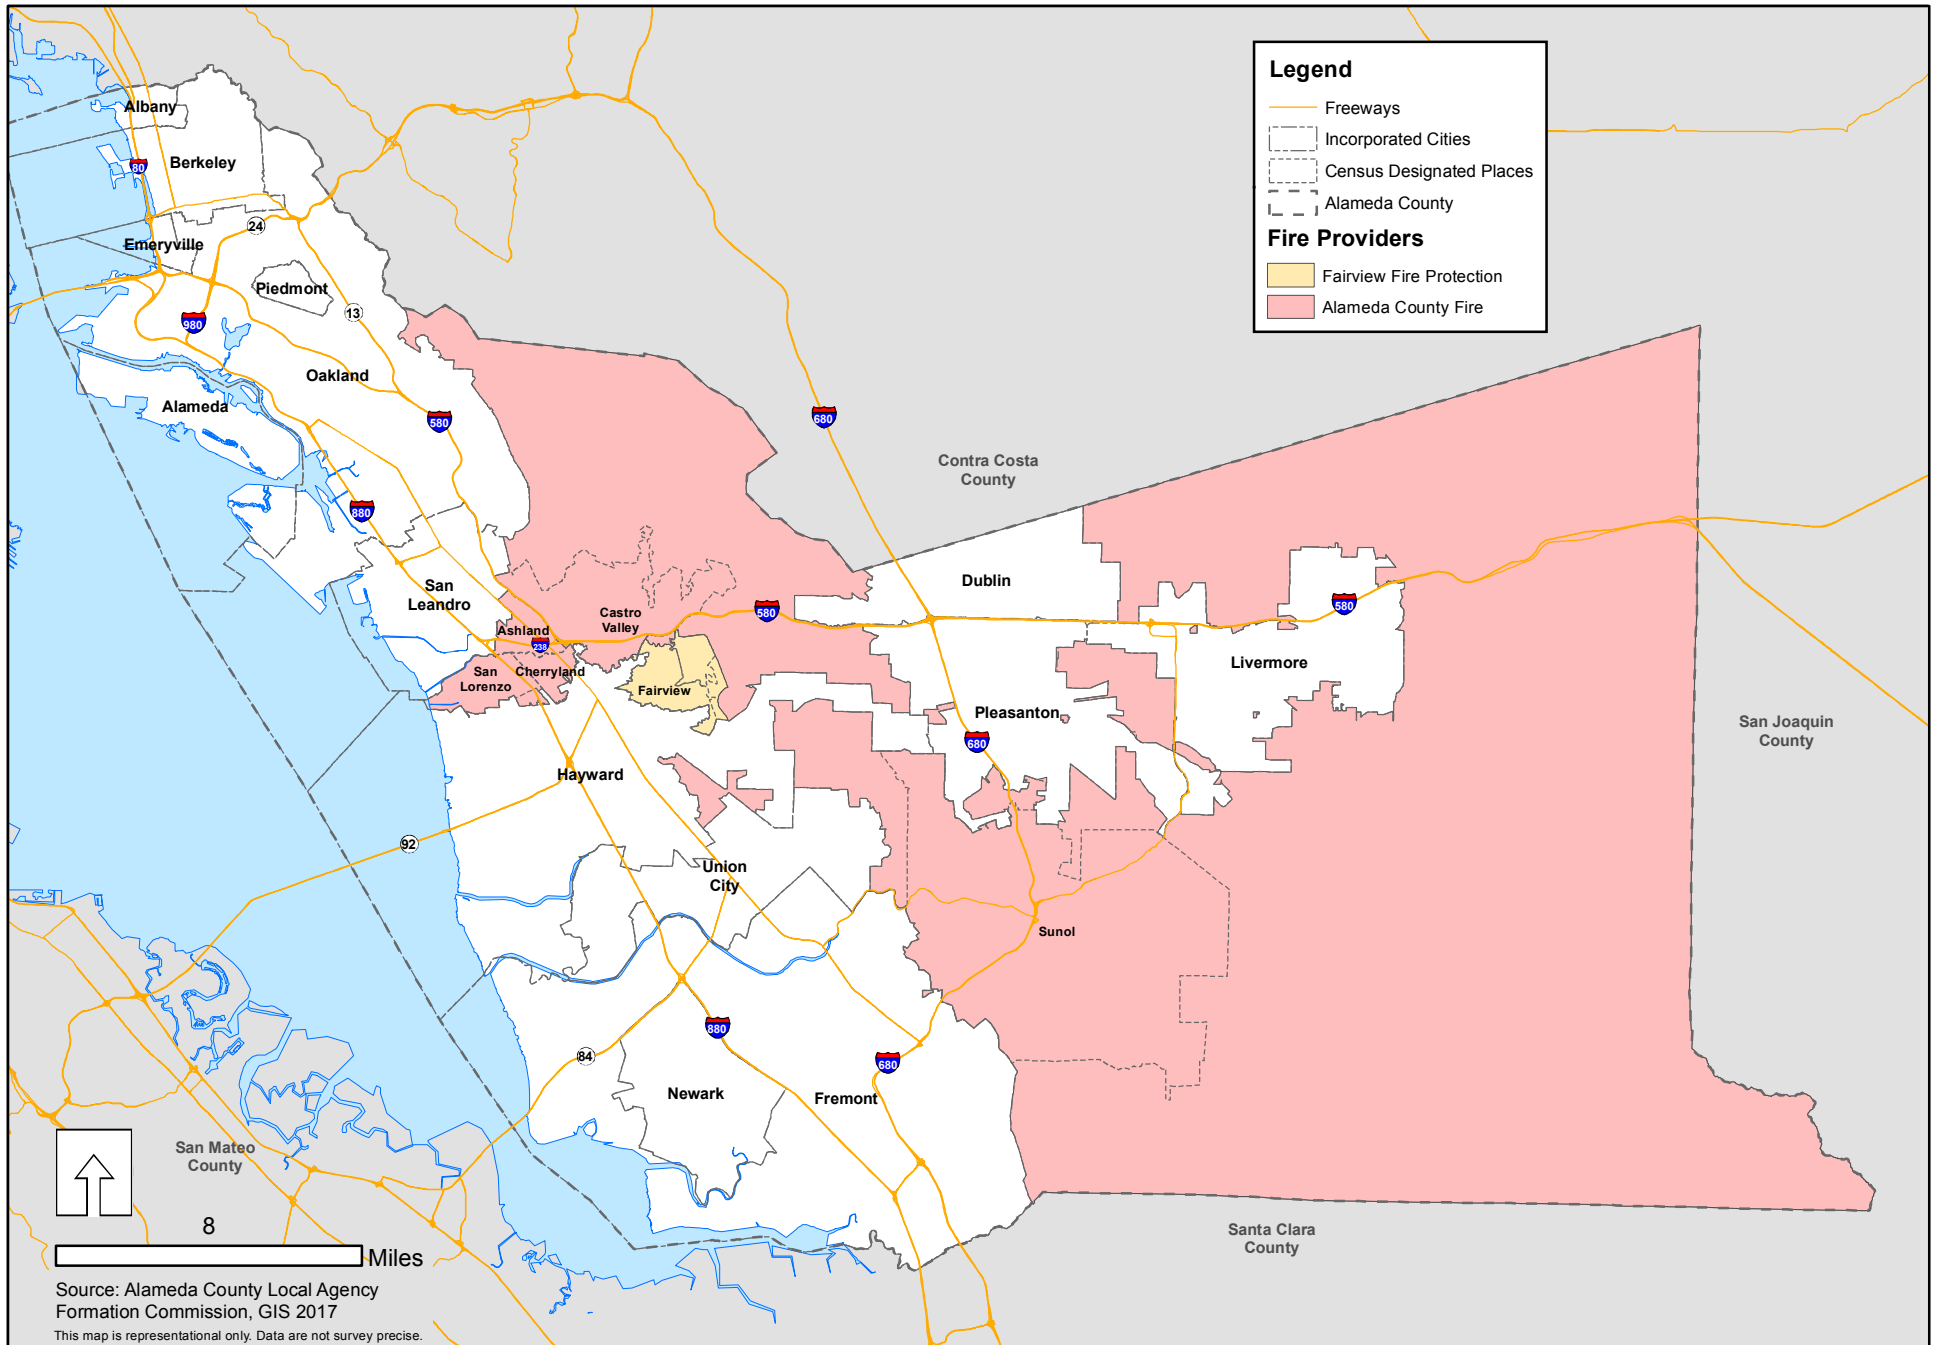 Legend
Freeways
Incorporated Cities
Census Designated Places
Alameda County
Fire Providers
Fairview Fire Protection
Alameda County Fire
Albany
80
Berkeley
24
Emeryville
Piedmont
13
980
Oakland
Alameda
580
680
880
Contra Costa
County
Dublin
San
Leandro
Castro
Valley
580
580
Ashland
238
Livermore
San
Lorenzo
Cherryland
Fairview
Pleasanton
680
San Joaquin
County
Hayward
92
Union
City
Sunol
880
84
680
Newark
Fremont
San Mateo
County
Santa Clara
County
8
Miles
Source: Alameda County Local Agency
Formation Commission, GIS 2017
This map is representational only. Data are not survey precise.